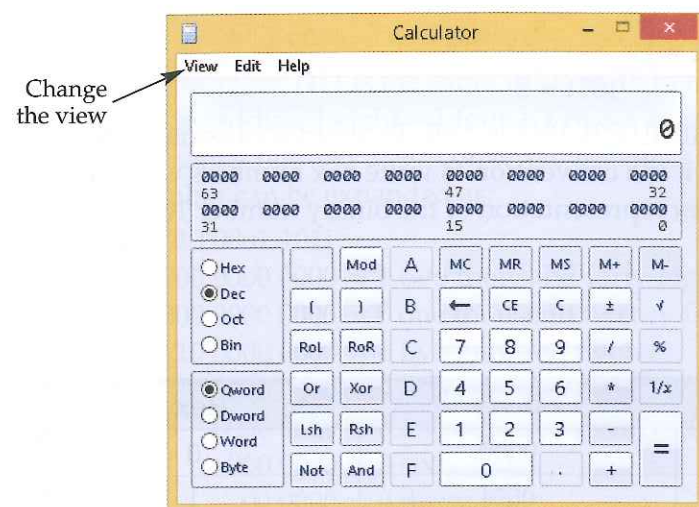 Calculator
View Edit Help
Change
the view
0
0000 0000 0000 0000 0000 0000 0000 0000
63 47 32
0000 0000 0000 0000 0000 0000 0000 0000
31 15 0
Hex Mod A MC MR MS M+ M-
Dec ( ) B ← CE C ± √
Oct
Bin RoL RoR C 7 8 9 / %
Qword Or Xor D 4 5 6 * 1/x
Dword
Word Lsh Rsh E 1 2 3 - =
Byte Not And F 0 . +